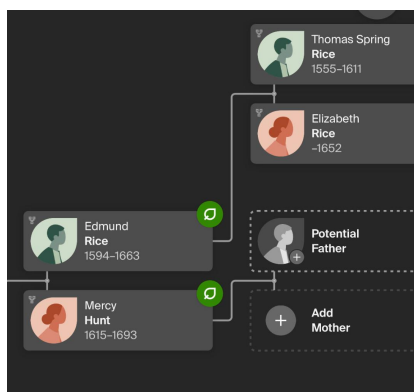 Thomas Spring
Rice
1555–1611
Elizabeth
Rice
–1652
Edmund
Rice
1594–1663
Potential
Father
Mercy
Hunt
1615–1693
Add
Mother